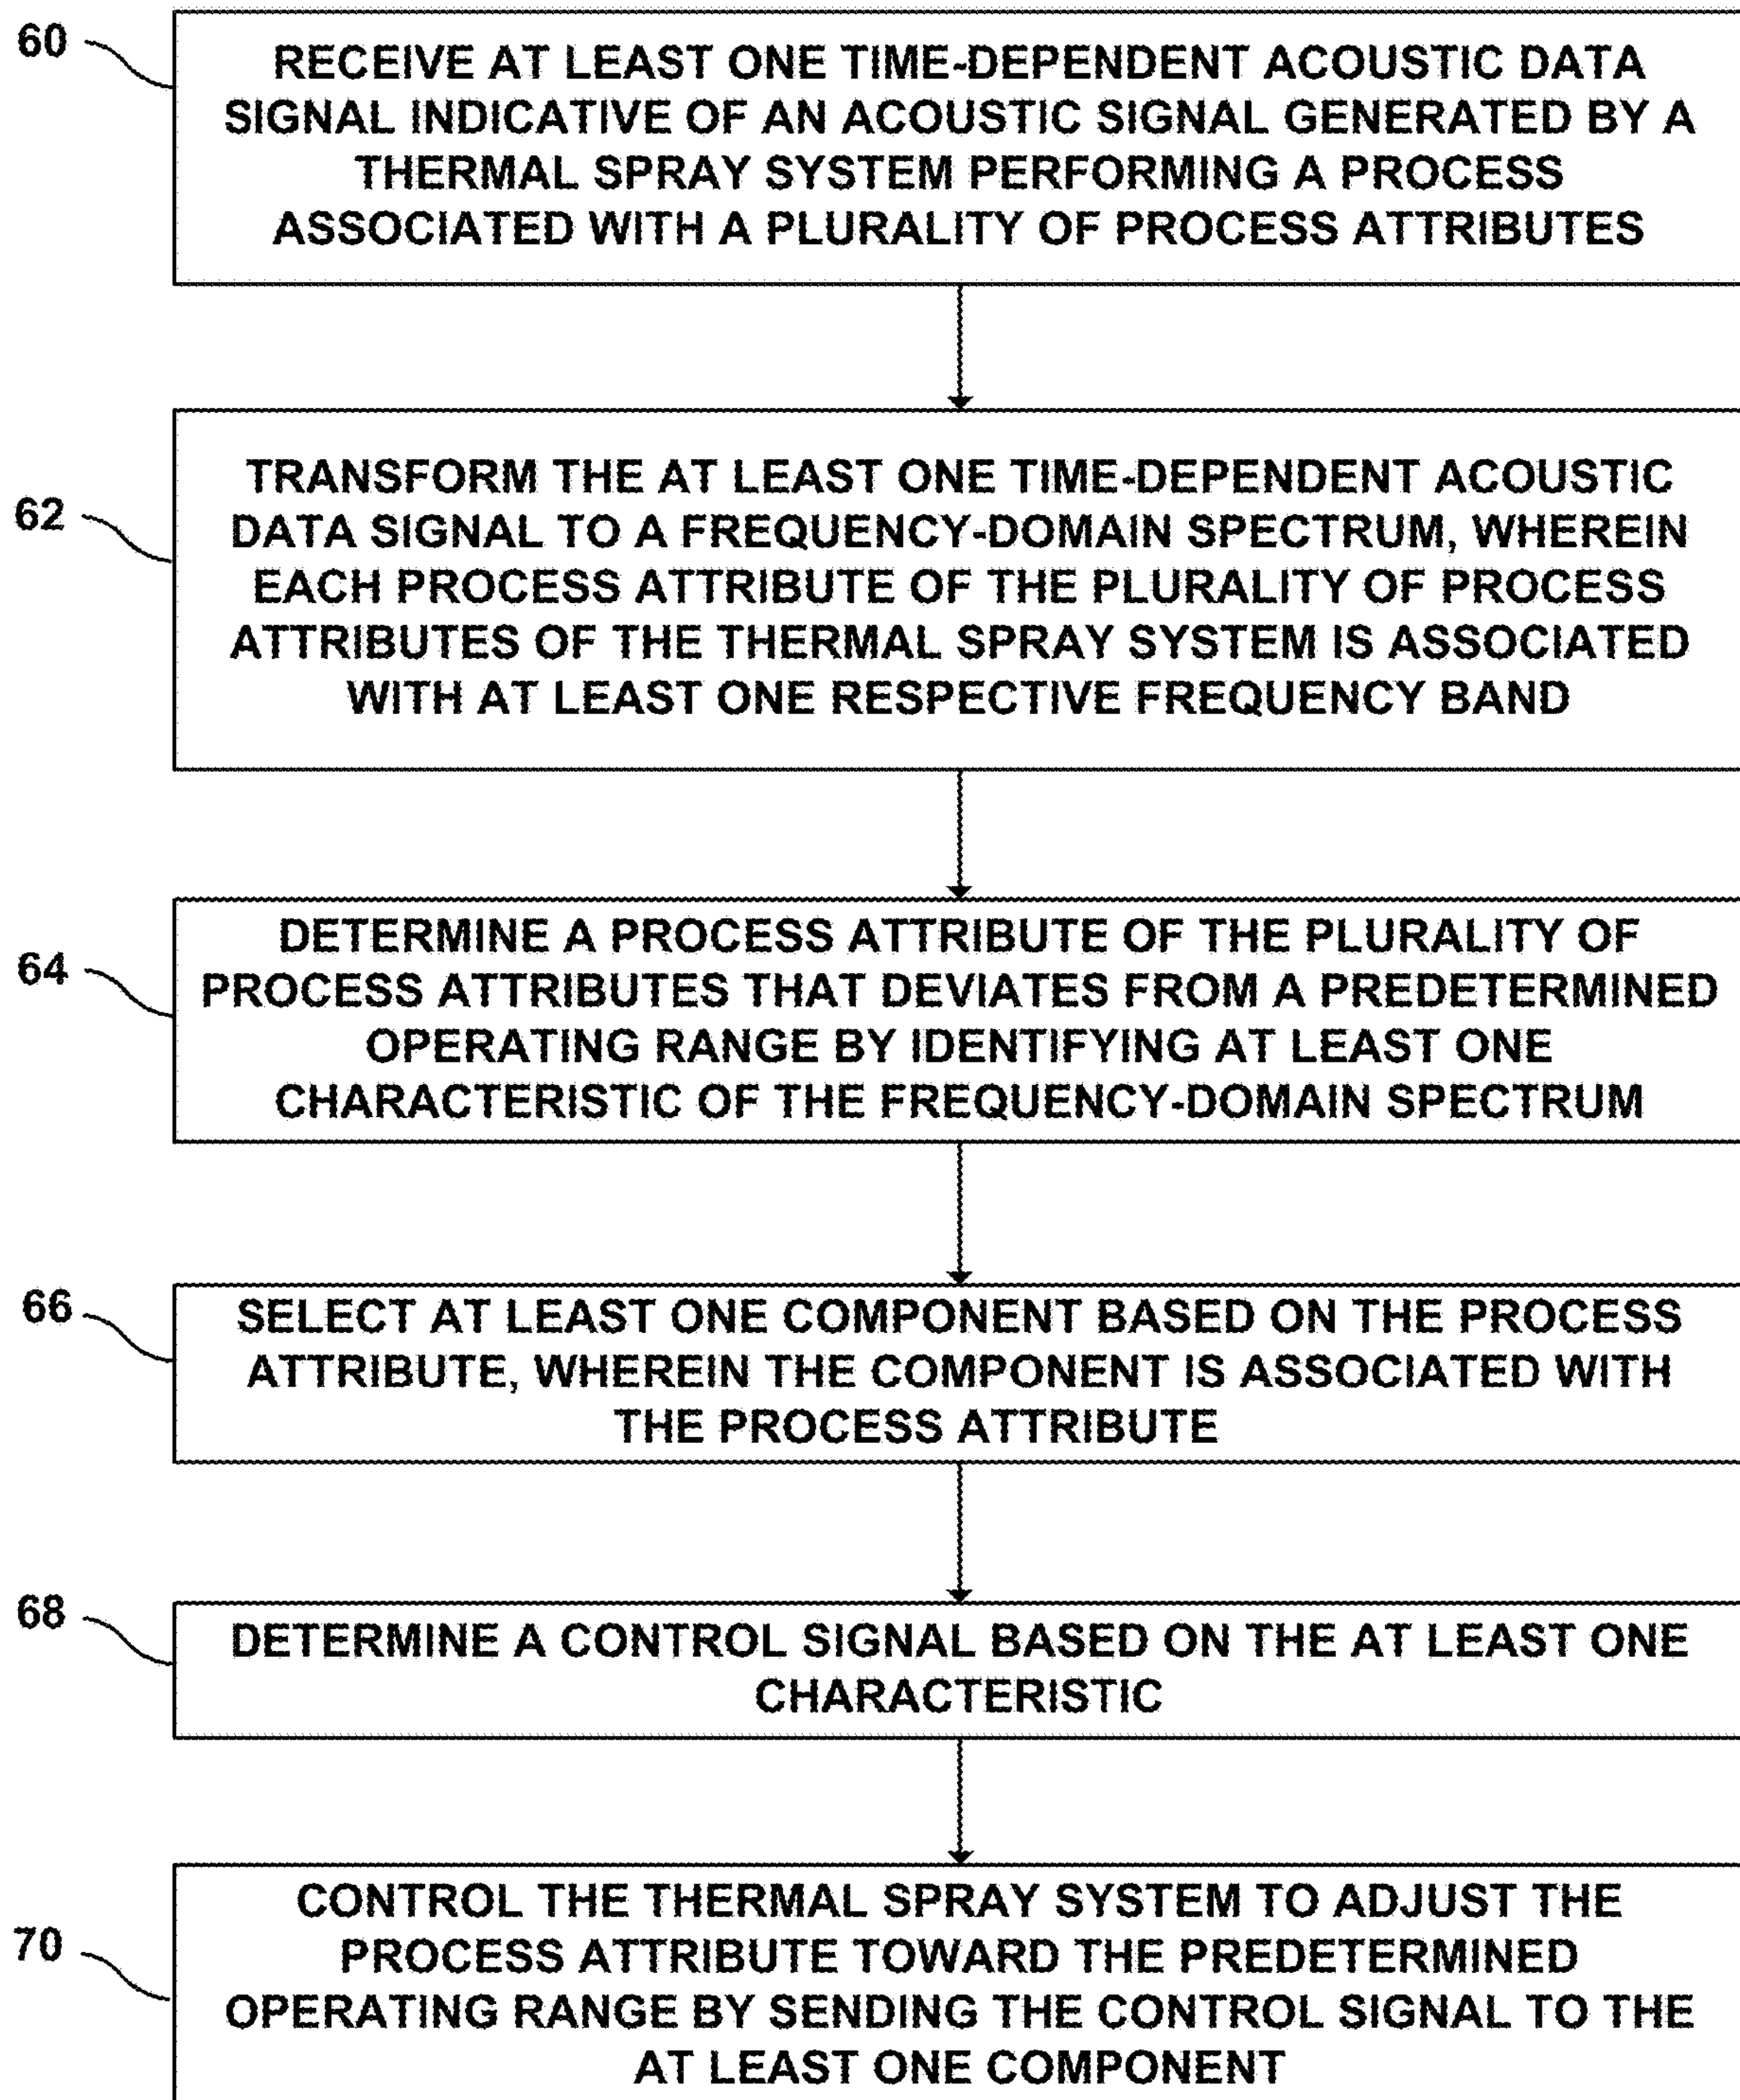 60
RECEIVE AT LEAST ONE TIME-DEPENDENT ACOUSTIC DATA
SIGNAL INDICATIVE OF AN ACOUSTIC SIGNAL GENERATED BY A
THERMAL SPRAY SYSTEM PERFORMING A PROCESS
ASSOCIATED WITH A PLURALITY OF PROCESS ATTRIBUTES
62
TRANSFORM THE AT LEAST ONE TIME-DEPENDENT ACOUSTIC
DATA SIGNAL TO A FREQUENCY-DOMAIN SPECTRUM, WHEREIN
EACH PROCESS ATTRIBUTE OF THE PLURALITY OF PROCESS
ATTRIBUTES OF THE THERMAL SPRAY SYSTEM IS ASSOCIATED
WITH AT LEAST ONE RESPECTIVE FREQUENCY BAND
64
DETERMINE A PROCESS ATTRIBUTE OF THE PLURALITY OF
PROCESS ATTRIBUTES THAT DEVIATES FROM A PREDETERMINED
OPERATING RANGE BY IDENTIFYING AT LEAST ONE
CHARACTERISTIC OF THE FREQUENCY-DOMAIN SPECTRUM
66
SELECT AT LEAST ONE COMPONENT BASED ON THE PROCESS
ATTRIBUTE, WHEREIN THE COMPONENT IS ASSOCIATED WITH
THE PROCESS ATTRIBUTE
68
DETERMINE A CONTROL SIGNAL BASED ON THE AT LEAST ONE
CHARACTERISTIC
70
CONTROL THE THERMAL SPRAY SYSTEM TO ADJUST THE
PROCESS ATTRIBUTE TOWARD THE PREDETERMINED
OPERATING RANGE BY SENDING THE CONTROL SIGNAL TO THE
AT LEAST ONE COMPONENT